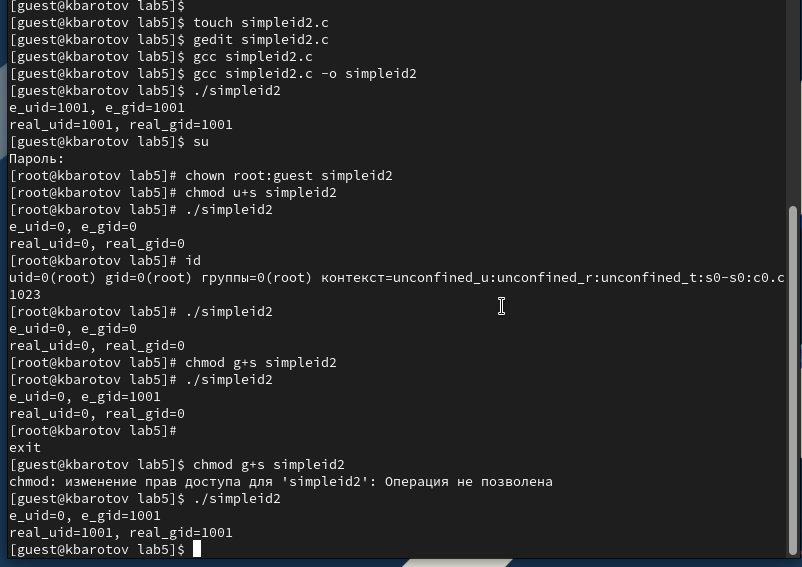 [guest@kbarotov lab5]$
[guest@kbarotov lab5]$ touch simpleid2.c
[guest@kbarotov lab5]$ gedit simpleid2.c
[guest@kbarotov lab5]$ gcc simpleid2.c
[guest@kbarotov lab5]$ gcc simpleid2.c -o simpleid2
[guest@kbarotov lab5]$ ./simpleid2
e_uid=1001, e_gid=1001
real_uid=1001, real_gid=1001
[guest@kbarotov lab5]$ su
Пароль:
[root@kbarotov lab5]# chown root:guest simpleid2
[root@kbarotov lab5]# chmod u+s simpleid2
[root@kbarotov lab5]# ./simpleid2
e_uid=0, e_gid=0
real_uid=0, real_gid=0
[root@kbarotov lab5]# id
uid=0(root) gid=0(root) группы=0(root) контекст=unconfined_u:unconfined_r:unconfined_t:s0-s0:c0.c
1023
[root@kbarotov lab5]# ./simpleid2
e_uid=0, e_gid=0
real_uid=0, real_gid=0
[root@kbarotov lab5]# chmod g+s simpleid2
[root@kbarotov lab5]# ./simpleid2
e_uid=0, e_gid=1001
real_uid=0, real_gid=0
[root@kbarotov lab5]#
exit
[guest@kbarotov lab5]$ chmod g+s simpleid2
chmod: изменение прав доступа для 'simpleid2': Операция не позволена
[guest@kbarotov lab5]$ ./simpleid2
e_uid=0, e_gid=1001
real_uid=1001, real_gid=1001
[guest@kbarotov lab5]$